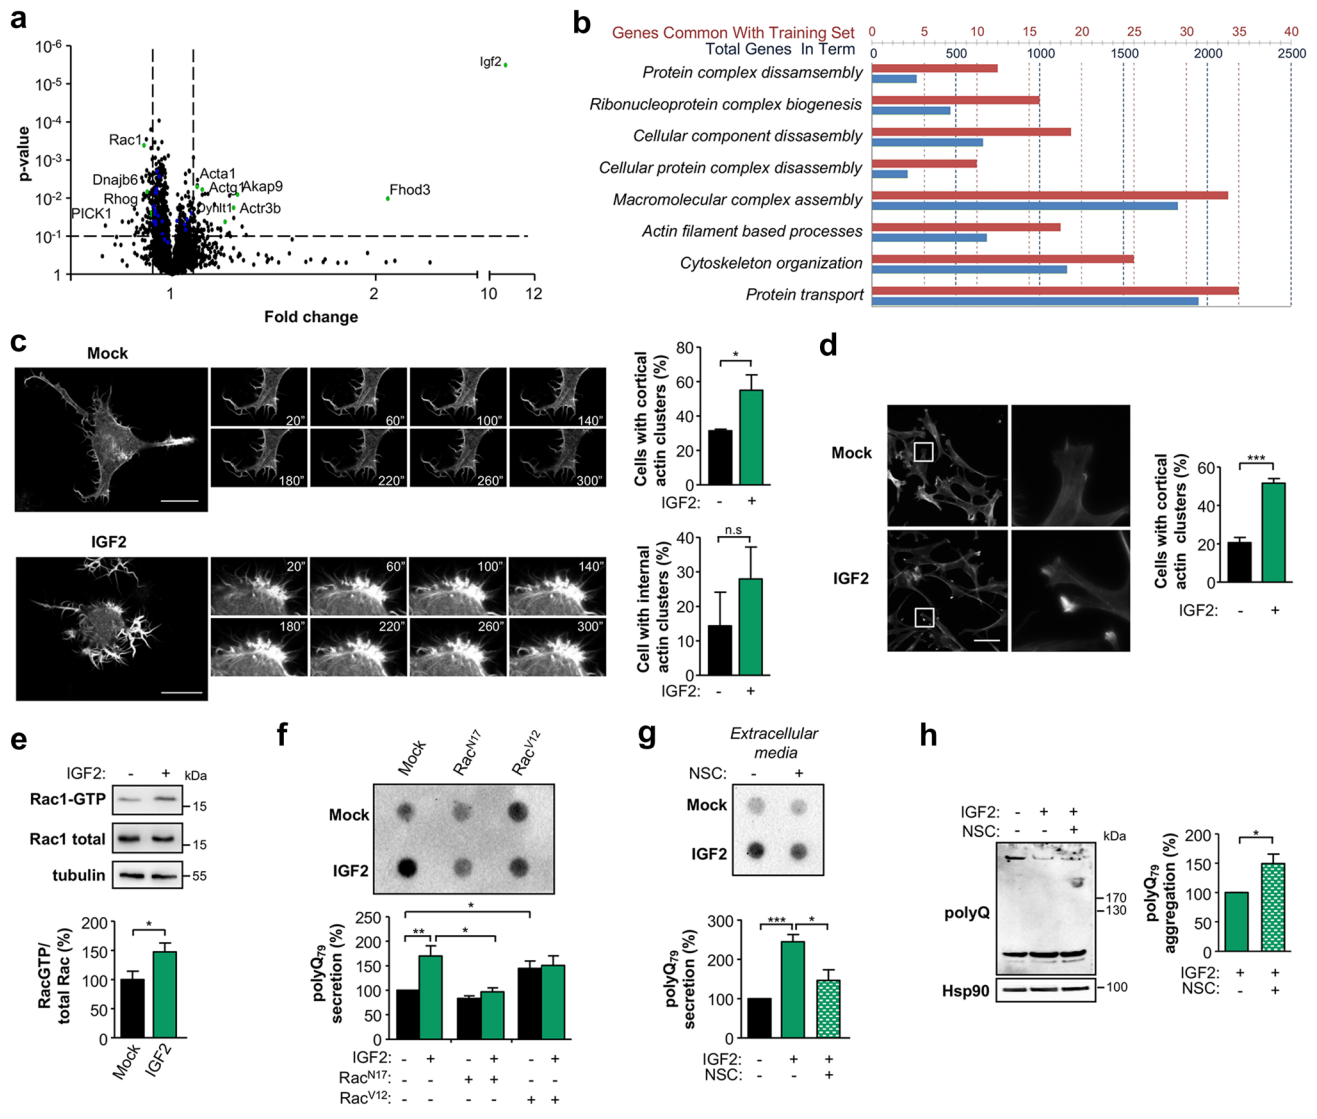 a
10-6
10-5
10-4
10-3
10-2
10-1
1
p-value
Igf2
Rac1
Dnajb6
Rhog
PICK1
Acta1
Actg1
Akap9
Dynlt1
Actr3b
Fhod3
1
2
10
12
Fold change
b
Genes Common With Training Set
0 5 10 15 20 25 30 35 40
Total Genes In Term
0 500 1000 1500 2000 2500
Protein complex dissamsembly
Ribonucleoprotein complex biogenesis
Cellular component dissasembly
Cellular protein complex disassembly
Macromolecular complex assembly
Actin filament based processes
Cytoskeleton organization
Protein transport
c
Mock
20” 60” 100” 140”
180” 220” 260” 300”
IGF2
20” 60” 100” 140”
180” 220” 260” 300”
Cells with cortical
actin clusters (%)
80
60
40
20
0
*
IGF2: - +
Cell with internal
actin clusters (%)
40
30
20
10
0
n.s
IGF2: - +
d
Mock
IGF2
Cells with cortical
actin clusters (%)
60
40
20
0
***
IGF2: - +
e
IGF2: - + kDa
Rac1-GTP 15
Rac1 total 15
tubulin 55
RacGTP/
total Rac (%)
200
150
100
50
0
*
Mock
IGF2
f
Mock
RacN17
RacV12
Mock
IGF2
polyQ79
secretion (%)
250
200
150
100
50
0
*
** *
IGF2: - + - + - +
RacN17: - - + + - -
RacV12: - - - - + +
g
Extracellular
media
NSC: - +
Mock
IGF2
polyQ79
secretion (%)
300
200
100
0
*** *
IGF2: - + +
NSC: - - +
h
IGF2: - + +
NSC: - - +
kDa
170
130
polyQ
Hsp90
100
polyQ79
aggregation (%)
200
150
100
50
0
*
IGF2: + +
NSC: - +